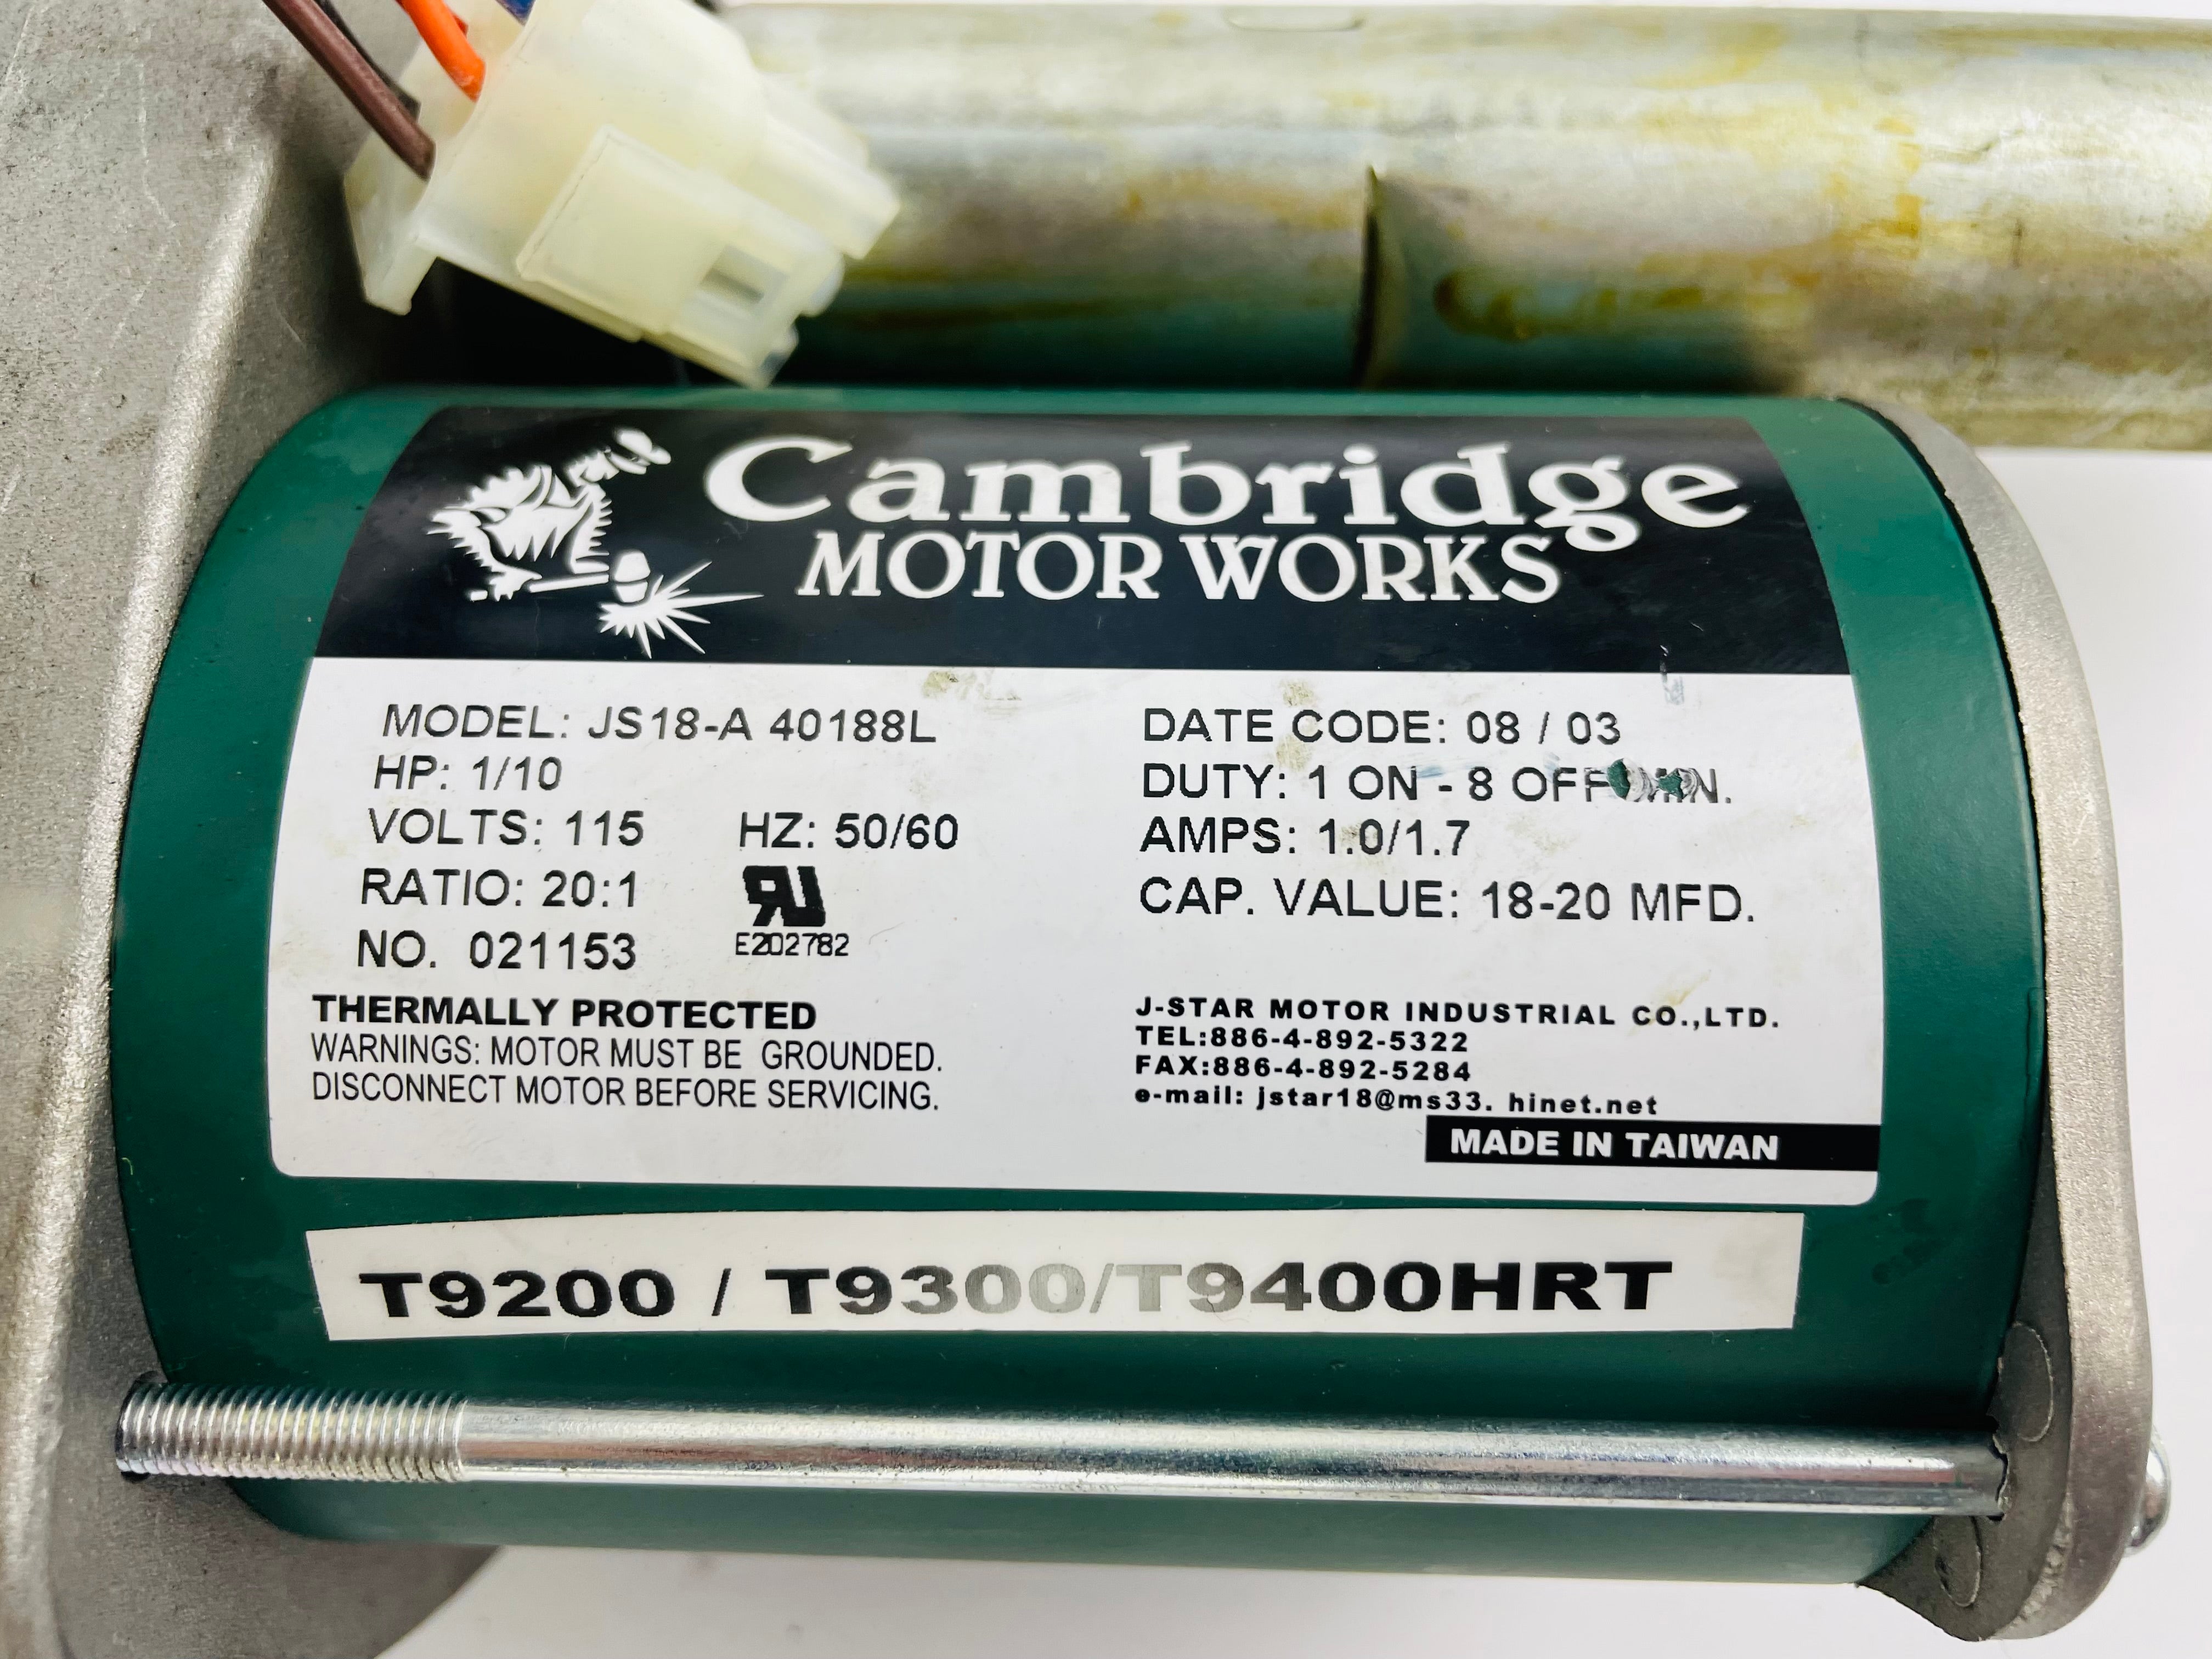 Cambridge
MOTOR WORKS
MODEL: JS18-A 40188L
HP: 1/10
VOLTS: 115 HZ: 50/60
RATIO: 20:1
NO. 021153
E202782
THERMALLY PROTECTED
WARNINGS: MOTOR MUST BE GROUNDED.
DISCONNECT MOTOR BEFORE SERVICING.
DATE CODE: 08 / 03
DUTY: 1 ON - 8 OFF
AMPS: 1.0/1.7
CAP. VALUE: 18-20 MFD.
J-STAR MOTOR INDUSTRIAL CO.,LTD.
TEL:886-4-892-5322
FAX:886-4-892-5284
e-mail: jstar18@ms33. hinet.net
MADE IN TAIWAN
T9200 / T9300/T9400HRT